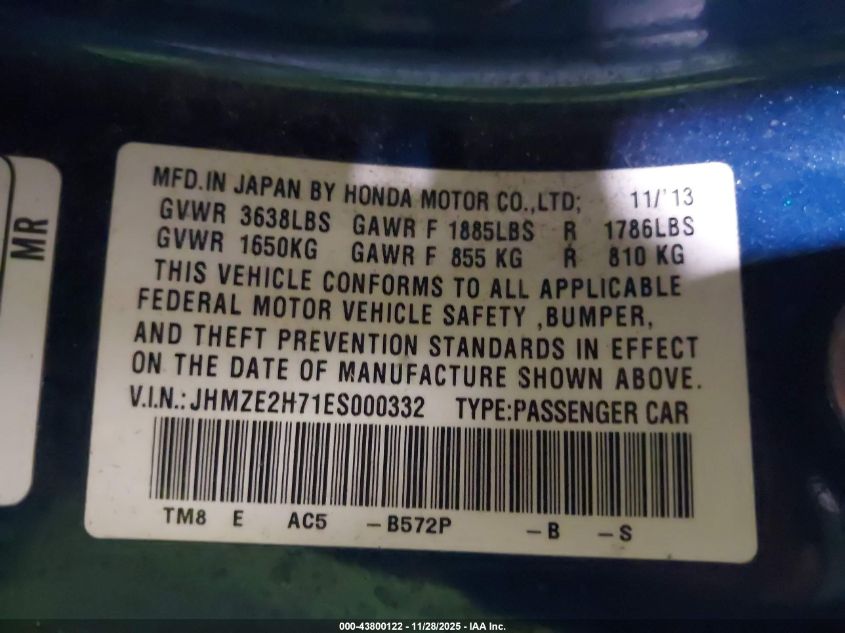 MR
MFD.IN JAPAN BY HONDA MOTOR CO.,LTD; 11/'13
GVWR 3638LBS GAWR F 1885LBS R 1786LBS
GVWR 1650KG GAWR F 855 KG R 810 KG
THIS VEHICLE CONFORMS TO ALL APPLICABLE
FEDERAL MOTOR VEHICLE SAFETY ,BUMPER,
AND THEFT PREVENTION STANDARDS IN EFFECT
ON THE DATE OF MANUFACTURE SHOWN ABOVE.
V.I.N.: JHMZE2H71ES000332 TYPE:PASSENGER CAR
TM8 E AC5 -B572P -B -S
000-43800122 - 11/28/2025 - IAA Inc.